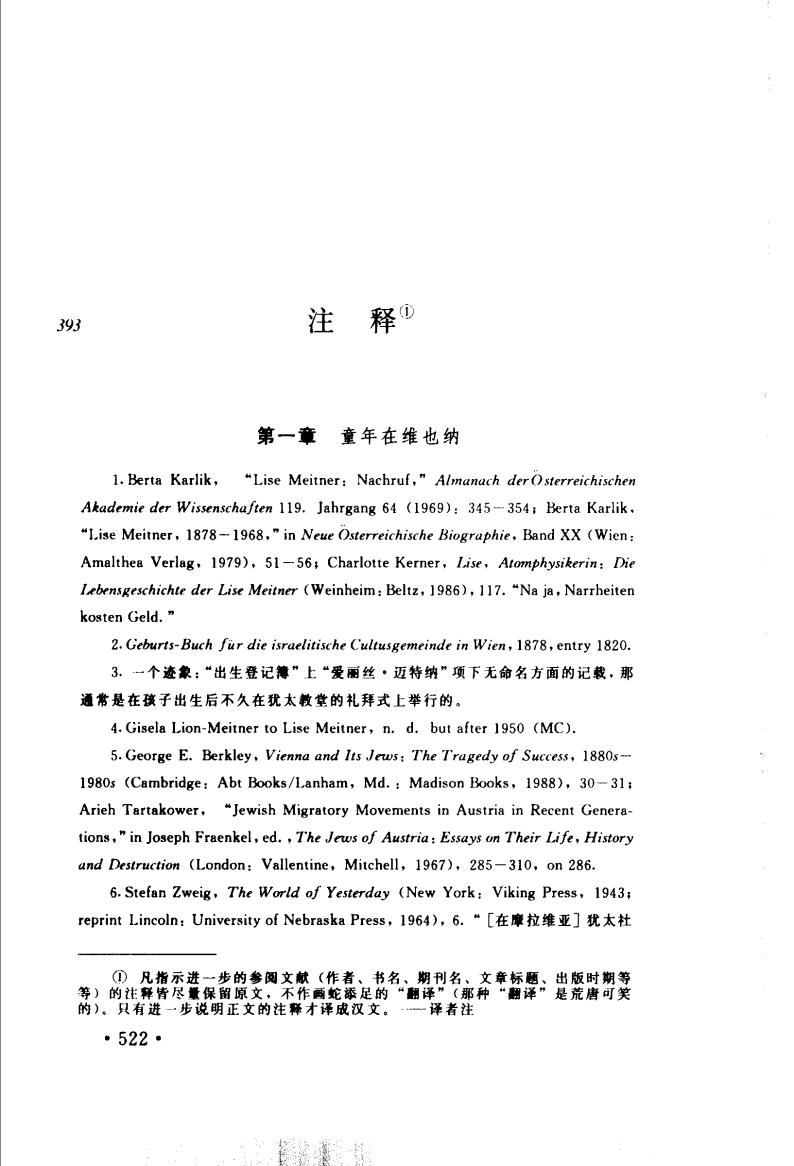 393
注 释①
第一章 童年在维也纳
1. Berta Karlik, “Lise Meitner: Nachruf,” Almanach der Österreichischen
Akademie der Wissenschaften 119. Jahrgang 64 (1969): 345—354; Berta Karlik,
“Lise Meitner, 1878—1968,” in Neue Österreichische Biographie, Band XX (Wien:
Amalthea Verlag, 1979), 51—56; Charlotte Kerner, Lise, Atomphysikerin: Die
Lebensgeschichte der Lise Meitner (Weinheim: Beltz, 1986), 117. “Na ja, Narrheiten
kosten Geld.”
2. Geburts-Buch für die israelitische Cultusgemeinde in Wien, 1878, entry 1820.
3. 一个迹象:“出生登记簿”上“爱丽丝·迈特纳”项下无命名方面的记载,那
通常是在孩子出生后不久在犹太教堂的礼拜式上举行的。
4. Gisela Lion-Meitner to Lise Meitner, n. d. but after 1950 (MC).
5. George E. Berkley, Vienna and Its Jews: The Tragedy of Success, 1880s—
1980s (Cambridge: Abt Books/Lanham, Md.: Madison Books, 1988), 30—31;
Arieh Tartakower, “Jewish Migratory Movements in Austria in Recent Genera-
tions,” in Joseph Fraenkel, ed., The Jews of Austria: Essays on Their Life, History
and Destruction (London: Vallentine, Mitchell, 1967), 285—310, on 286.
6. Stefan Zweig, The World of Yesterday (New York: Viking Press, 1943;
reprint Lincoln: University of Nebraska Press, 1964), 6. “[在摩拉维亚]犹太社
① 凡指示进一步的参阅文献(作者、书名、期刊名、文章标题、出版时期等
等)的注释皆尽量保留原文,不作画蛇添足的“翻译”(那种“翻译”是荒唐可笑
的)。只有进一步说明正文的注释才译成汉文。——译者注
·522·